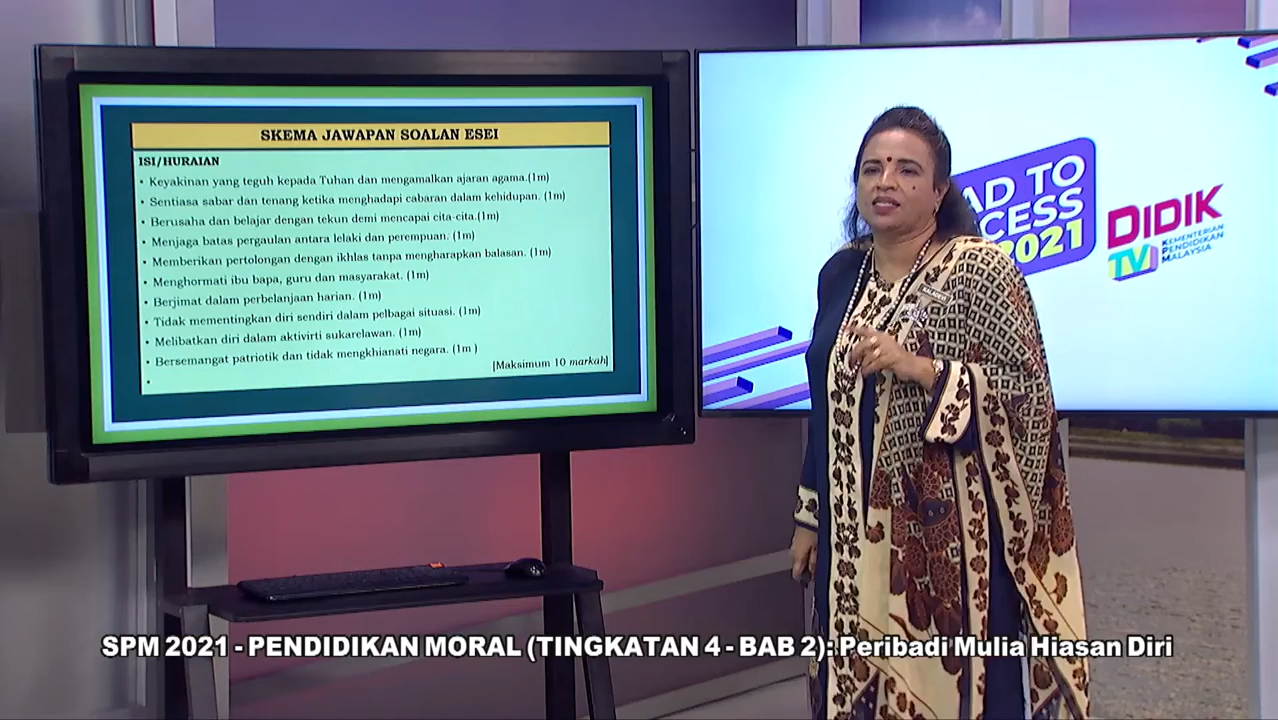 SKEMA JAWAPAN SOALAN ESEI
ISI/HURAIAN
• Keyakinan yang teguh kepada Tuhan dan mengamalkan ajaran agama.(1m)
• Sentiasa sabar dan tenang ketika menghadapi cabaran dalam kehidupan. (1m)
• Berusaha dan belajar dengan tekun demi mencapai cita-cita.(1m)
• Menjaga batas pergaulan antara lelaki dan perempuan. (1m)
• Memberikan pertolongan dengan ikhlas tanpa mengharapkan balasan. (1m)
• Menghormati ibu bapa, guru dan masyarakat. (1m)
• Berjimat dalam perbelanjaan harian. (1m)
• Tidak mementingkan diri sendiri dalam pelbagai situasi. (1m)
• Melibatkan diri dalam aktivirti sukarelawan. (1m)
• Bersemangat patriotik dan tidak mengkhianati negara. (1m )
[Maksimum 10 markah]
•
AD TO
CESS
2021
DIDIK
TV
KEMENTERIAN
PENDIDIKAN
MALAYSIA
SPM 2021 - PENDIDIKAN MORAL (TINGKATAN 4 - BAB 2): Peribadi Mulia Hiasan Diri